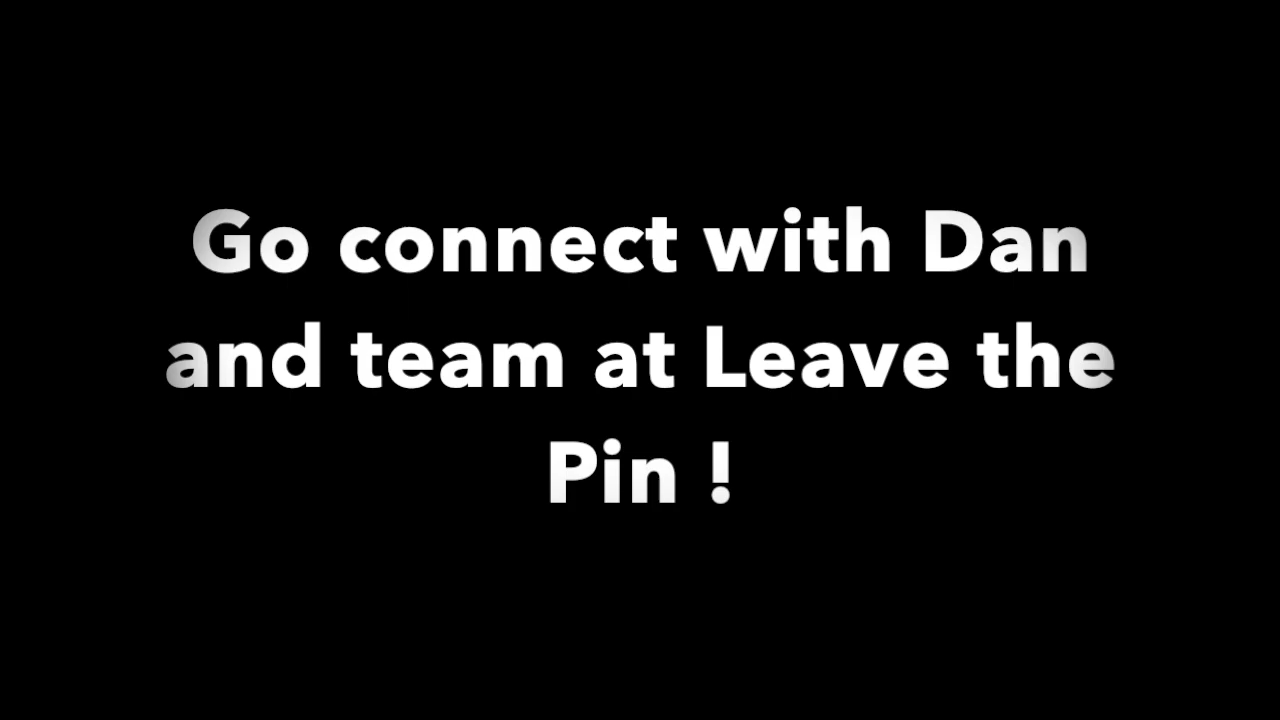 Go connect with Dan
and team at Leave the
Pin !